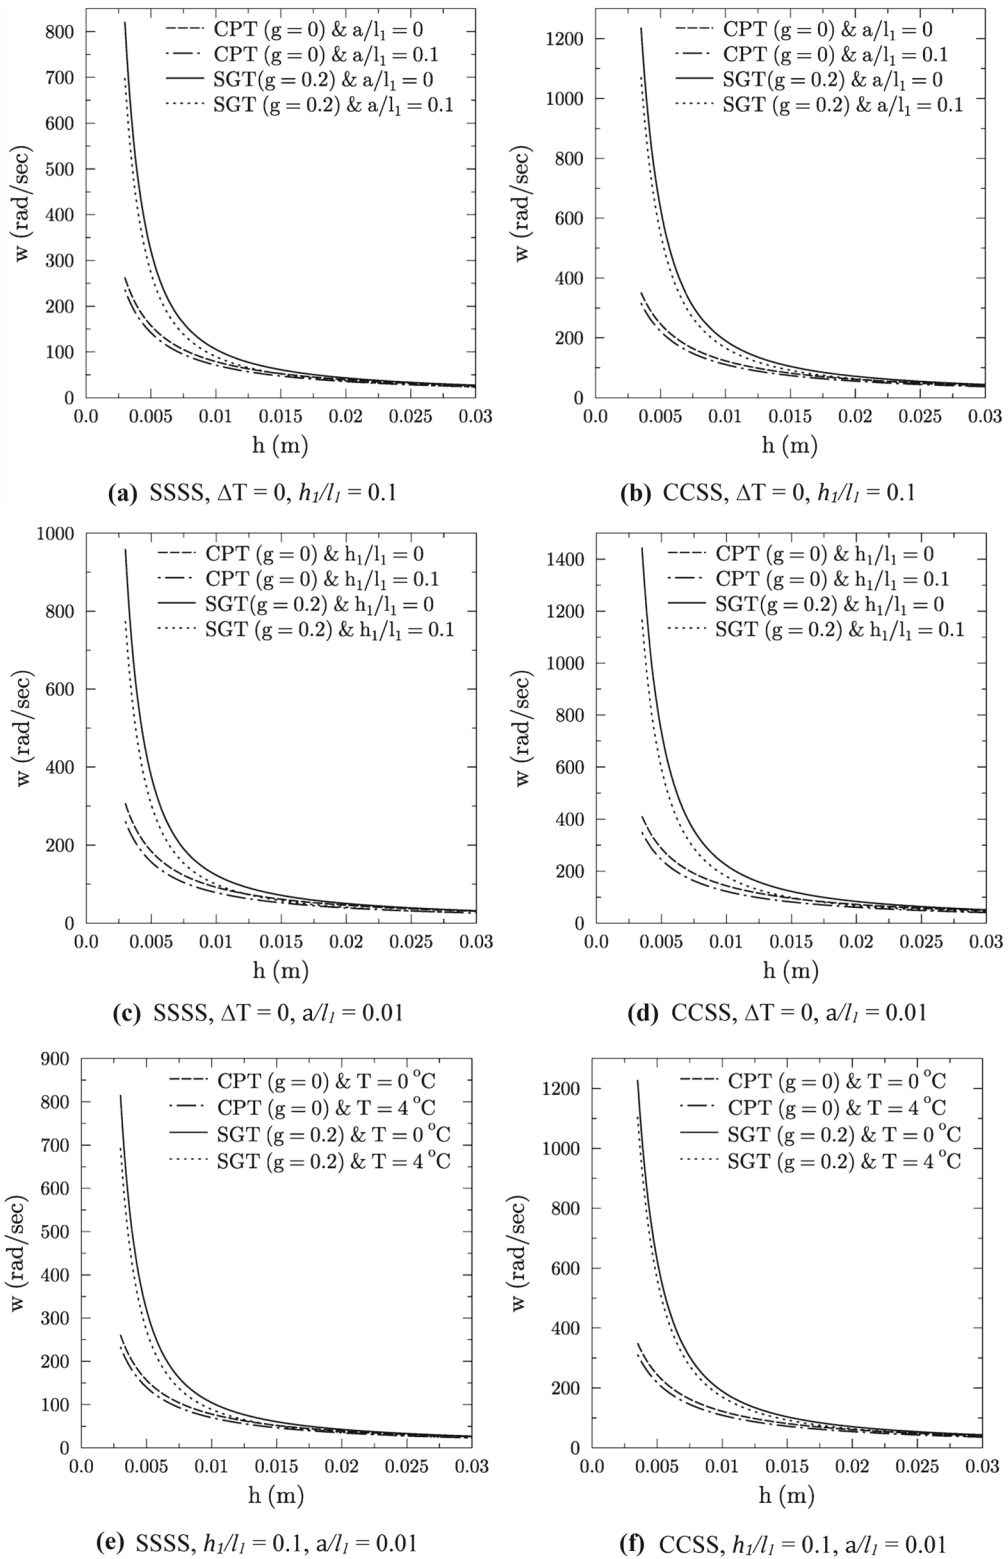 CPT (g = 0) & a/l₁ = 0
CPT (g = 0) & a/l₁ = 0.1
SGT(g = 0.2) & a/l₁ = 0
SGT (g = 0.2) & a/l₁ = 0.1
800
700
600
500
400
300
200
100
0
w (rad/sec)
0.0 0.005 0.01 0.015 0.02 0.025 0.03
h (m)
(a) SSSS, ΔT = 0, h₁/l₁ = 0.1
CPT (g = 0) & a/l₁ = 0
CPT (g = 0) & a/l₁ = 0.1
SGT(g = 0.2) & a/l₁ = 0
SGT (g = 0.2) & a/l₁ = 0.1
1200
1000
800
600
400
200
0
w (rad/sec)
0.0 0.005 0.01 0.015 0.02 0.025 0.03
h (m)
(b) CCSS, ΔT = 0, h₁/l₁ = 0.1
CPT (g = 0) & h₁/l₁ = 0
CPT (g = 0) & h₁/l₁ = 0.1
SGT(g = 0.2) & h₁/l₁ = 0
SGT (g = 0.2) & h₁/l₁ = 0.1
1000
800
600
400
200
0
w (rad/sec)
0.0 0.005 0.01 0.015 0.02 0.025 0.03
h (m)
(c) SSSS, ΔT = 0, a/l₁ = 0.01
CPT (g = 0) & h₁/l₁ = 0
CPT (g = 0) & h₁/l₁ = 0.1
SGT(g = 0.2) & h₁/l₁ = 0
SGT (g = 0.2) & h₁/l₁ = 0.1
1400
1200
1000
800
600
400
200
0
w (rad/sec)
0.0 0.005 0.01 0.015 0.02 0.025 0.03
h (m)
(d) CCSS, ΔT = 0, a/l₁ = 0.01
CPT (g = 0) & T = 0 °C
CPT (g = 0) & T = 4 °C
SGT (g = 0.2) & T = 0 °C
SGT (g = 0.2) & T = 4 °C
900
800
700
600
500
400
300
200
100
0
w (rad/sec)
0.0 0.005 0.01 0.015 0.02 0.025 0.03
h (m)
(e) SSSS, h₁/l₁ = 0.1, a/l₁ = 0.01
CPT (g = 0) & T = 0 °C
CPT (g = 0) & T = 4 °C
SGT (g = 0.2) & T = 0 °C
SGT (g = 0.2) & T = 4 °C
1200
1000
800
600
400
200
0
w (rad/sec)
0.0 0.005 0.01 0.015 0.02 0.025 0.03
h (m)
(f) CCSS, h₁/l₁ = 0.1, a/l₁ = 0.01